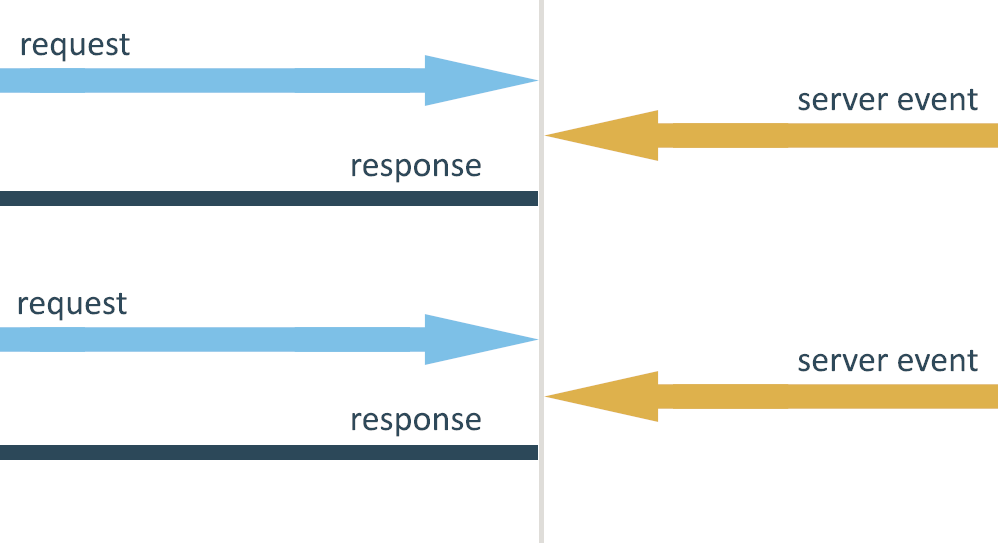 request
server event
response
request
server event
response